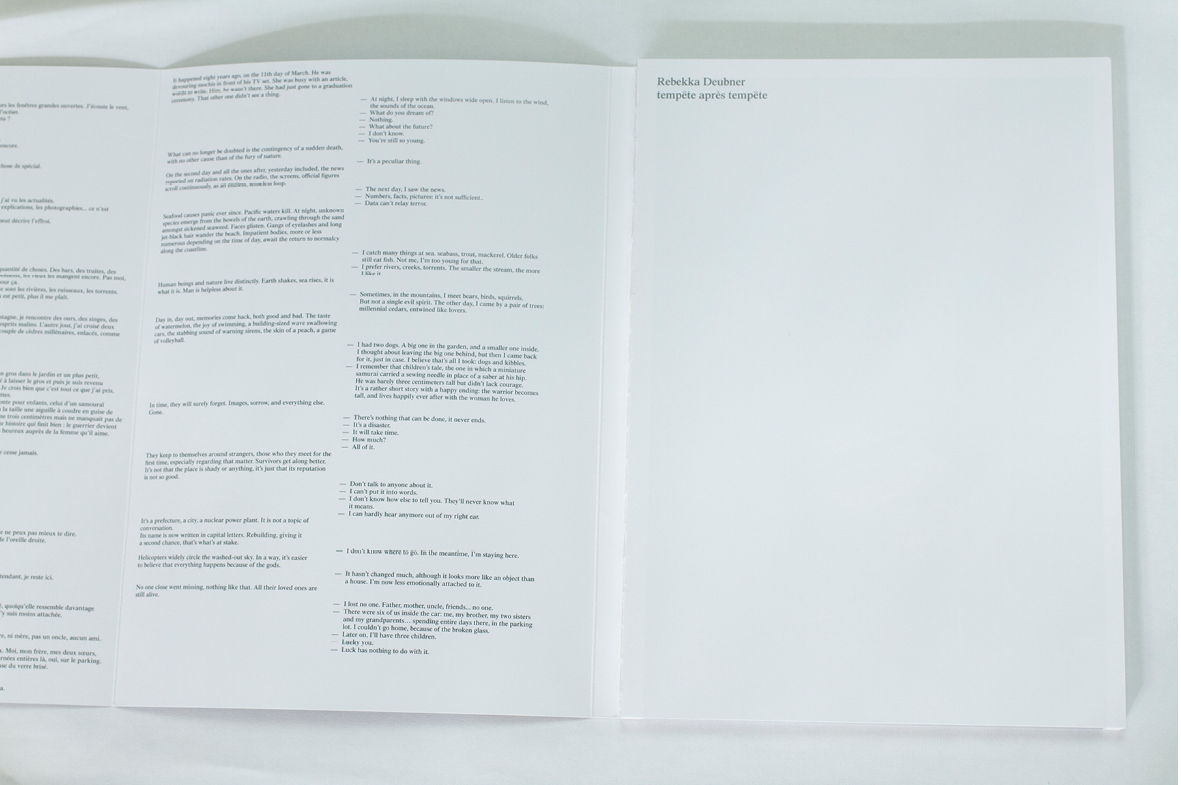 es les fenêtres grandes ouvertes. J'écoute le vent,
l'océan.
chose de spécial.
j'ai vu les actualités.
explications, les photographies... ce n'est
peut décrire l'effroi.
quantité de choses. Des bars, des truites, des
les vieux les mangent encore. Pas moi,
pour ça.
sont les rivières, les ruisseaux, les torrents.
est petit, plus il me plaît.
je rencontre des ours, des singes, des
esprits malins. L'autre jour, j'ai croisé deux
couple de cèdres millénaires, enlacés, comme
gros dans le jardin et un plus petit,
à laisser le gros et puis je suis revenu
Je crois bien que c'est tout ce que j'ai pris,
pour enfants, celui d'un samouraï
la taille une aiguille à coudre en guise de
trois centimètres mais ne manquait pas de
histoire qui finit bien : le guerrier devient
heureux auprès de la femme qu'il aime.
cesse jamais.
ne peux pas mieux te dire.
de l'oreille droite.
attendant, je reste ici.
quoiqu'elle ressemble davantage
j'y suis moins attachée.
ni mère, pas un oncle, aucun ami.
Moi, mon frère, mes deux sœurs,
journées entières là, oui, sur le parking.
du verre brisé.
It happened eight years ago, on the 11th day of March. He was
devouring mochis in front of his TV set. She was busy with an article,
width to write. Him, he wasn't there. She had just gone to a graduation
ceremony. That other one didn't see a thing.
— At night, I sleep with the windows wide open. I listen to the wind,
the sounds of the ocean.
— What do you dream of?
— Nothing.
— What about the future?
— I don't know.
— You're still so young.
What can no longer be doubted is the contingency of a sudden death,
with no other cause than of the fury of nature.
— It's a peculiar thing.
On the second day and all the ones after, yesterday included, the news
reported on radiation rates. On the radio, the screens, official figures
scroll continuously, as an endless, soundless loop.
— The next day, I saw the news.
— Numbers, facts, pictures: it's not sufficient..
— Data can't relay terror.
Seafood causes panic ever since. Pacific waters kill. At night, unknown
species emerge from the bowels of the earth, crawling through the sand
amongst sickened seaweed. Faces glisten. Gangs of eyelashes and long
jet-black hair wander the beach. Impatient bodies, more or less
numerous depending on the time of day, await the return to normalcy
along the coastline.
— I catch many things at sea. seabass, trout, mackerel. Older folks
still eat fish. Not me, I'm too young for that.
— I prefer rivers, creeks, torrents. The smaller the stream, the more
I like it.
Human beings and nature live distinctly. Earth shakes, sea rises, it is
what it is. Man is helpless about it.
— Sometimes, in the mountains, I meet bears, birds, squirrels.
But not a single evil spirit. The other day, I came by a pair of trees:
millennial cedars, entwined like lovers.
Day in, day out, memories come back, both good and bad. The taste
of watermelon, the joy of swimming, a building-sized wave swallowing
cars, the stabbing sound of warning sirens, the skin of a peach, a game
of volleyball.
— I had two dogs. A big one in the garden, and a smaller one inside.
I thought about leaving the big one behind, but then I came back
for it, just in case. I believe that's all I took: dogs and kibbles.
— I remember that children's tale, the one in which a miniature
samurai carried a sewing needle in place of a saber at his hip.
He was barely three centimeters tall but didn't lack courage.
It's a rather short story with a happy ending: the warrior becomes
tall, and lives happily ever after with the woman he loves.
In time, they will surely forget. Images, sorrow, and everything else.
Gone.
— There's nothing that can be done, it never ends.
— It's a disaster.
— It will take time.
— How much?
— All of it.
They keep to themselves around strangers, those who they meet for the
first time, especially regarding that matter. Survivors get along better.
It's not that the place is shady or anything, it's just that its reputation
is not so good.
— Don't talk to anyone about it.
— I can't put it into words.
— I don't know how else to tell you. They'll never know what
it means.
— I can hardly hear anymore out of my right ear.
It's a prefecture, a city, a nuclear power plant. It is not a topic of
conversation.
Its name is now written in capital letters. Rebuilding, giving it
a second chance, that's what's at stake.
— I don't know where to go. In the meantime, I'm staying here.
Helicopters widely circle the washed-out sky. In a way, it's easier
to believe that everything happens because of the gods.
— It hasn't changed much, although it looks more like an object than
a house. I'm now less emotionally attached to it.
No one close went missing, nothing like that. All their loved ones are
still alive.
— I lost no one. Father, mother, uncle, friends... no one.
— There were six of us inside the car: me, my brother, my two sisters
and my grandparents... spending entire days there, in the parking
lot. I couldn't go home, because of the broken glass.
— Later on, I'll have three children.
Lucky you.
— Luck has nothing to do with it.
Rebekka Deubner
tempête après tempête